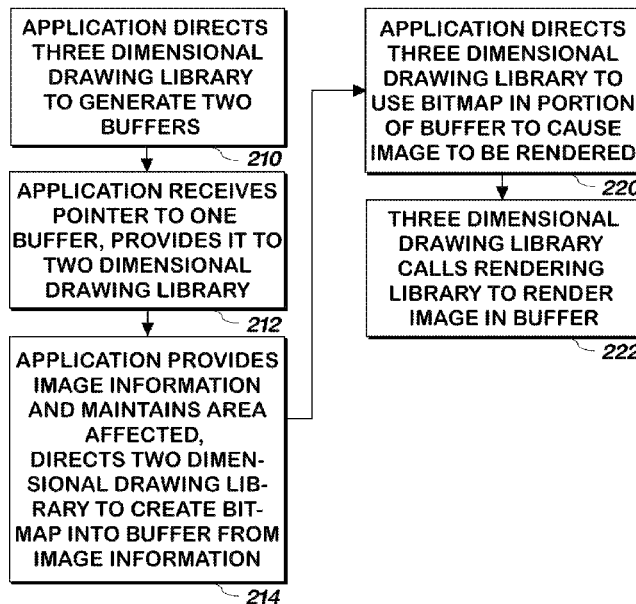 APPLICATION DIRECTS
THREE DIMENSIONAL
DRAWING LIBRARY
TO GENERATE TWO
BUFFERS
210
APPLICATION RECEIVES
POINTER TO ONE
BUFFER, PROVIDES IT TO
TWO DIMENSIONAL
DRAWING LIBRARY
212
APPLICATION PROVIDES
IMAGE INFORMATION
AND MAINTAINS AREA
AFFECTED,
DIRECTS TWO DIMEN-
SIONAL DRAWING LIB-
RARY TO CREATE BIT-
MAP INTO BUFFER FROM
IMAGE INFORMATION
214
APPLICATION DIRECTS
THREE DIMENSIONAL
DRAWING LIBRARY TO
USE BITMAP IN PORTION
OF BUFFER TO CAUSE
IMAGE TO BE RENDERED
220
THREE DIMENSIONAL
DRAWING LIBRARY
CALLS RENDERING
LIBRARY TO RENDER
IMAGE IN BUFFER
222